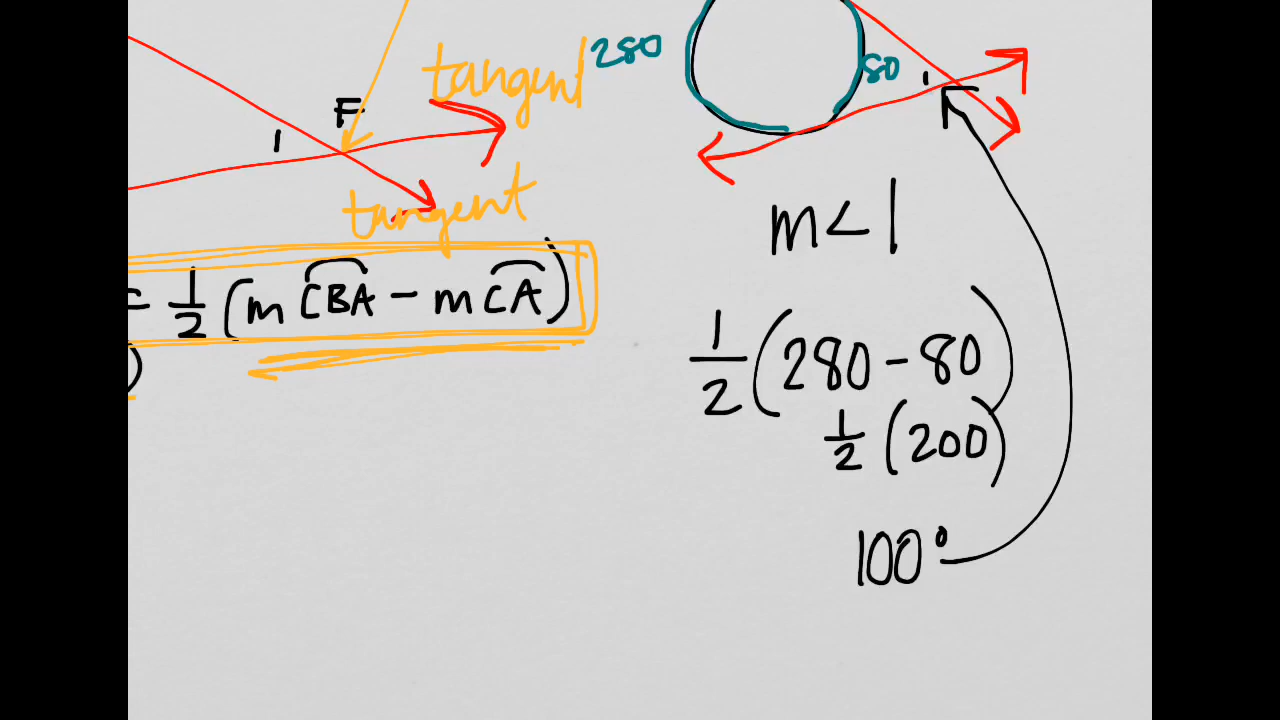 tangent
F
1
tangent
= 1/2 (m CBA - m CA)
)
280
80
1
m< 1
1/2 (280 - 80)
1/2 (200)
100°